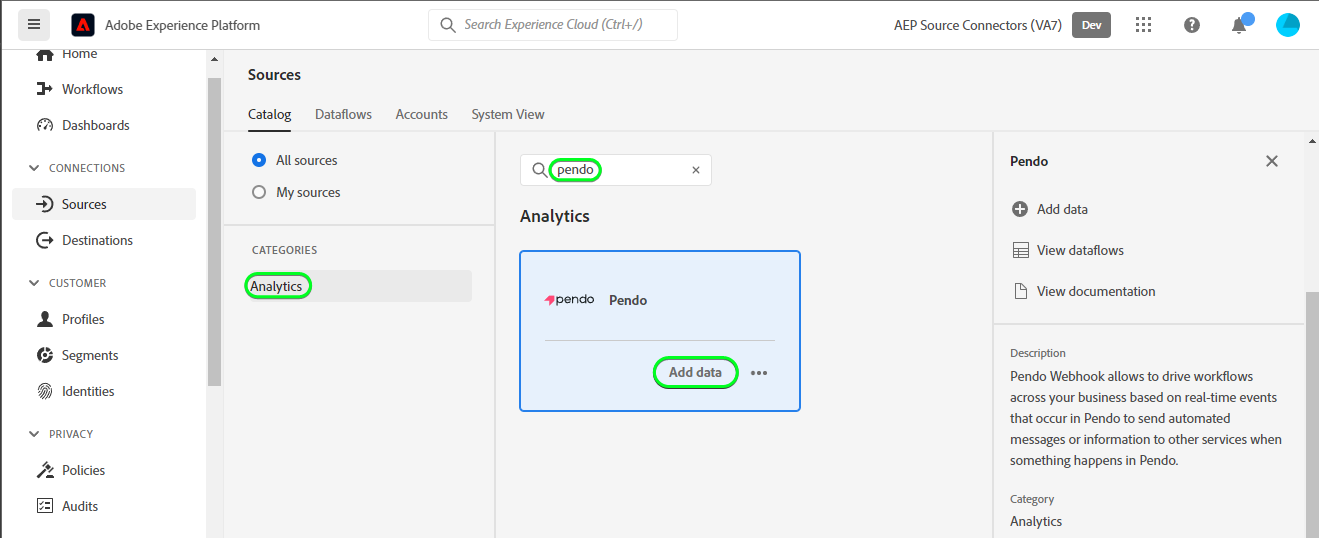 Adobe Experience Platform
Search Experience Cloud (Ctrl+/)
AEP Source Connectors (VA7)
Dev
Home
Workflows
Dashboards
CONNECTIONS
Sources
Destinations
CUSTOMER
Profiles
Segments
Identities
PRIVACY
Policies
Audits
Sources
Catalog
Dataflows
Accounts
System View
All sources
My sources
CATEGORIES
Analytics
pendo
Analytics
pendo
Pendo
Add data
Pendo
Add data
View dataflows
View documentation
Description
Pendo Webhook allows to drive workflows
across your business based on real-time events
that occur in Pendo to send automated
messages or information to other services when
something happens in Pendo.
Category
Analytics